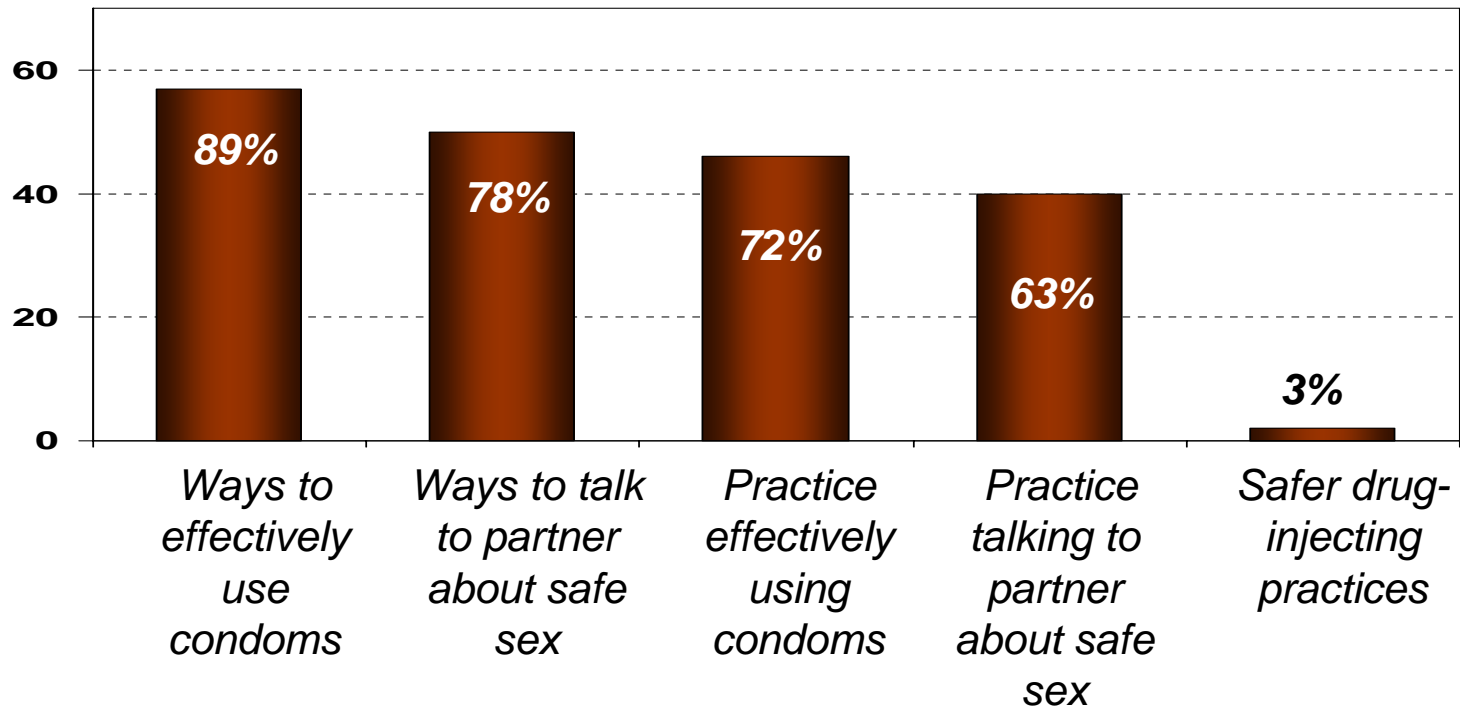 60
40
20
0
89%
78%
72%
63%
3%
Ways to
effectively
use
condoms
Ways to talk
to partner
about safe
sex
Practice
effectively
using
condoms
Practice
talking to
partner
about safe
sex
Safer drug-
injecting
practices